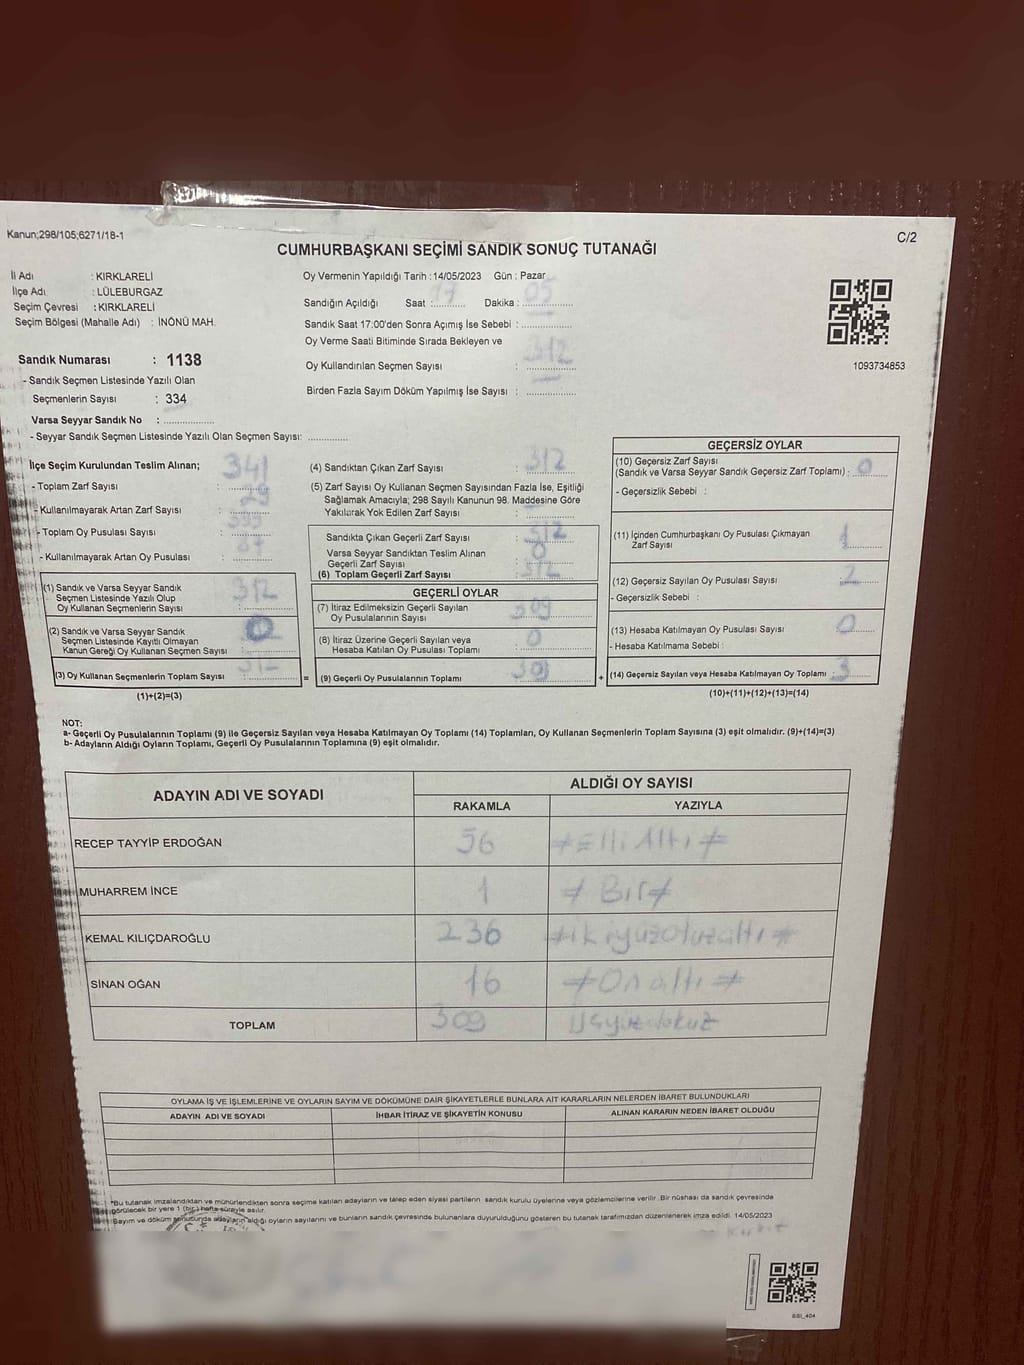 Kanun;298/105;6271/18-1
C/2
CUMHURBAŞKANI SEÇİMİ SANDIK SONUÇ TUTANAĞI
İl Adı : KIRKLARELİ
İlçe Adı : LÜLEBURGAZ
Seçim Çevresi : KIRKLARELİ
Seçim Bölgesi (Mahalle Adı) : İNÖNÜ MAH.
Sandık Numarası : 1138
- Sandık Seçmen Listesinde Yazılı Olan
Seçmenlerin Sayısı : 334
Varsa Seyyar Sandık No : ..................
- Seyyar Sandık Seçmen Listesinde Yazılı Olan Seçmen Sayısı: ..............
Oy Vermenin Yapıldığı Tarih : 14/05/2023 Gün : Pazar
Sandığın Açıldığı Saat : 17 Dakika : 05
Sandık Saat 17:00'den Sonra Açımış İse Sebebi : ..................
Oy Verme Saati Bitiminde Sırada Bekleyen ve
Oy Kullandırılan Seçmen Sayısı : 312
Birden Fazla Sayım Döküm Yapılmış İse Sayısı : ..................
1093734853
İlçe Seçim Kurulundan Teslim Alınan;
- Toplam Zarf Sayısı : 341
- Kullanılmayarak Artan Zarf Sayısı : 29
- Toplam Oy Pusulası Sayısı :
- Kullanılmayarak Artan Oy Pusulası :
(1) Sandık ve Varsa Seyyar Sandık
Seçmen Listesinde Yazılı Olup
Oy Kullanan Seçmenlerin Sayısı : 312
(2) Sandık ve Varsa Seyyar Sandık
Seçmen Listesinde Kayıtlı Olmayan
Kanun Gereği Oy Kullanan Seçmen Sayısı : 0
(3) Oy Kullanan Seçmenlerin Toplam Sayısı : 312
(1)+(2)=(3)
(4) Sandıktan Çıkan Zarf Sayısı : 312
(5) Zarf Sayısı Oy Kullanan Seçmen Sayısından Fazla İse, Eşitliği
Sağlamak Amacıyla; 298 Sayılı Kanunun 98. Maddesine Göre
Yakılarak Yok Edilen Zarf Sayısı :
Sandıkta Çıkan Geçerli Zarf Sayısı : 312
Varsa Seyyar Sandıktan Teslim Alınan
Geçerli Zarf Sayısı : 0
(6) Toplam Geçerli Zarf Sayısı : 312
GEÇERLİ OYLAR
(7) İtiraz Edilmeksizin Geçerli Sayılan
Oy Pusulalarının Sayısı : 309
(8) İtiraz Üzerine Geçerli Sayılan veya
Hesaba Katılan Oy Pusulası Toplamı : 0
= (9) Geçerli Oy Pusulalarının Toplamı : 309
GEÇERSİZ OYLAR
(10) Geçersiz Zarf Sayısı
(Sandık ve Varsa Seyyar Sandık Geçersiz Zarf Toplamı) : 0
- Geçersizlik Sebebi :
(11) İçinden Cumhurbaşkanı Oy Pusulası Çıkmayan
Zarf Sayısı : 1
(12) Geçersiz Sayılan Oy Pusulası Sayısı : 2
- Geçersizlik Sebebi :
(13) Hesaba Katılmayan Oy Pusulası Sayısı : 0
- Hesaba Katılmama Sebebi :
+ (14) Geçersiz Sayılan veya Hesaba Katılmayan Oy Toplamı : 3
(10)+(11)+(12)+(13)=(14)
NOT:
a- Geçerli Oy Pusulalarının Toplamı (9) ile Geçersiz Sayılan veya Hesaba Katılmayan Oy Toplamı (14) Toplamları, Oy Kullanan Seçmenlerin Toplam Sayısına (3) eşit olmalıdır. (9)+(14)=(3)
b- Adayların Aldığı Oyların Toplamı, Geçerli Oy Pusulalarının Toplamına (9) eşit olmalıdır.
ADAYIN ADI VE SOYADI ALDIĞI OY SAYISI
RAKAMLA YAZIYLA
RECEP TAYYİP ERDOĞAN 56 ≠ Elli Altı ≠
MUHARREM İNCE 1 ≠ Bir ≠
KEMAL KILIÇDAROĞLU 236 ≠ ikiyüzotuzaltı ≠
SİNAN OĞAN 16 ≠ Onaltı ≠
TOPLAM 309 Üçyüzdokuz
OYLAMA İŞ VE İŞLEMLERİNE VE OYLARIN SAYIM VE DÖKÜMÜNE DAİR ŞİKAYETLERLE BUNLARA AİT KARARLARIN NELERDEN İBARET BULUNDUKLARI
ADAYIN ADI VE SOYADI İHBAR İTİRAZ VE ŞİKAYETİN KONUSU ALINAN KARARIN NEDEN İBARET OLDUĞU
*Bu tutanak imzalandıktan ve mühürlendikten sonra seçime katılan adayların ve talep eden siyasi partilerin sandık kurulu üyelerine veya gözlemcilerine verilir. Bir nüshası da sandık çevresinde
görülecek bir yere 1 (bir) hafta süreyle asılır.
Sayım ve döküm sonucunda adayların aldığı oyların sayılarını ve bunların sandık çevresinde bulunanlara duyurulduğunu gösteren bu tutanak tarafımızdan düzenlenerek imza edildi. 14/05/2023